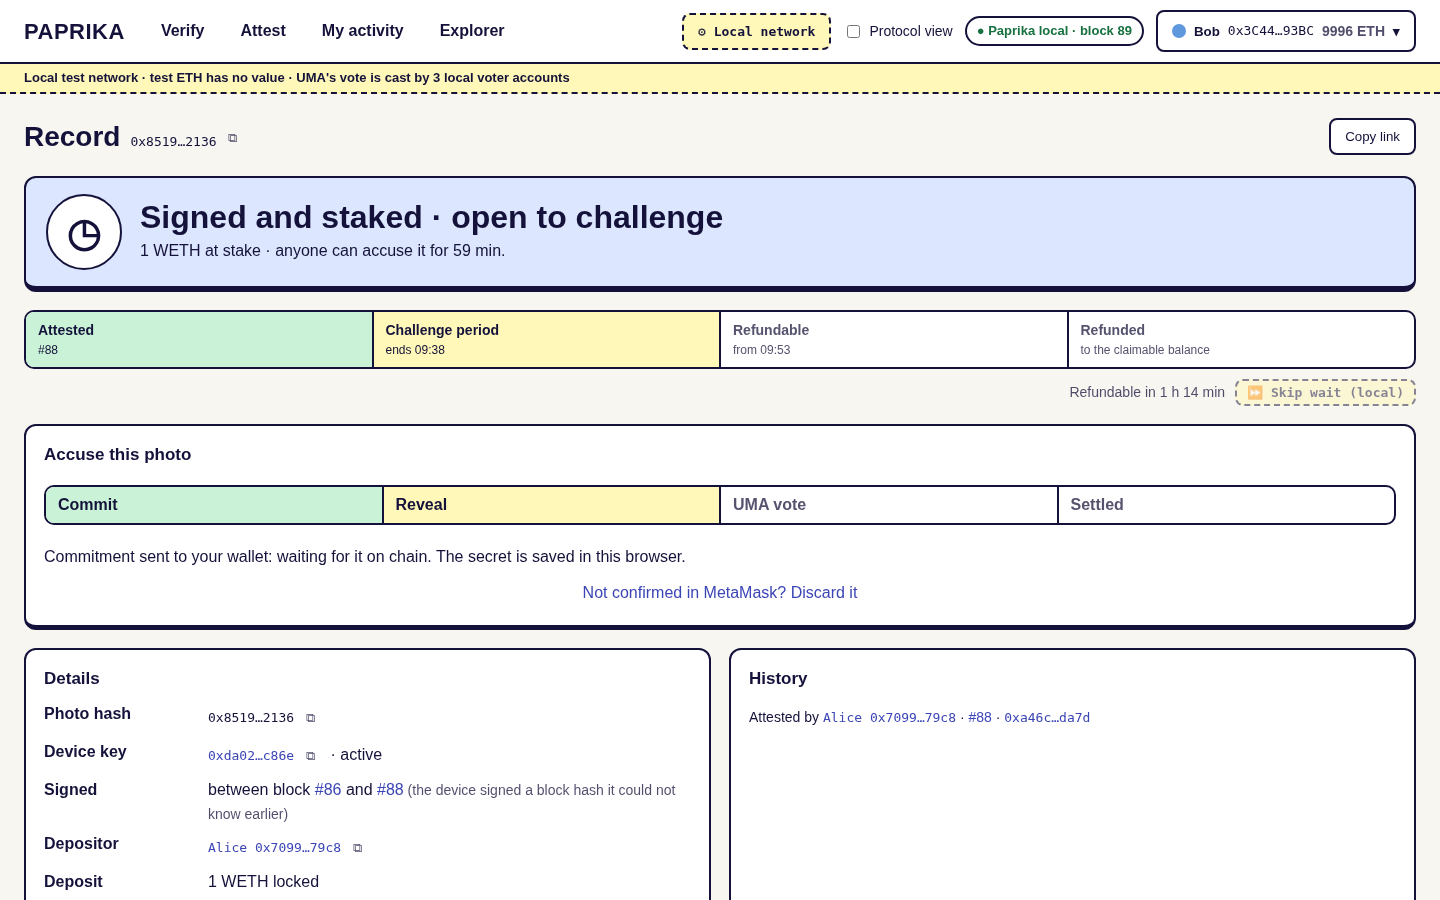 PAPRIKA Verify Attest My activity Explorer ⚙ Local network Protocol view ● Paprika local · block 89 Bob 0x3C44…93BC 9996 ETH ▾
Local test network · test ETH has no value · UMA's vote is cast by 3 local voter accounts
Record 0x8519…2136 ⧉ Copy link
Signed and staked · open to challenge
1 WETH at stake · anyone can accuse it for 59 min.
Attested Challenge period Refundable Refunded
#88 ends 09:38 from 09:53 to the claimable balance
Refundable in 1 h 14 min ⏩ Skip wait (local)
Accuse this photo
Commit Reveal UMA vote Settled
Commitment sent to your wallet: waiting for it on chain. The secret is saved in this browser.
Not confirmed in MetaMask? Discard it
Details
Photo hash 0x8519…2136 ⧉
Device key 0xda02…c86e ⧉ · active
Signed between block #86 and #88 (the device signed a block hash it could not
know earlier)
Depositor Alice 0x7099…79c8 ⧉
Deposit 1 WETH locked
History
Attested by Alice 0x7099…79c8 · #88 · 0xa46c…da7d